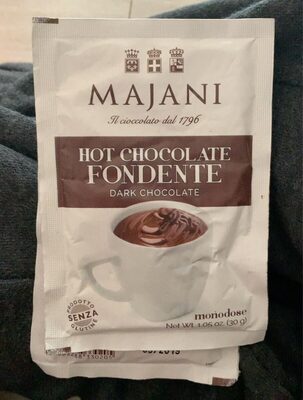 MAJANI
Il cioccolato dal 1796
HOT CHOCOLATE
FONDENTE
DARK CHOCOLATE
PRODOTTO
SENZA
GLUTINE
monodose
Net Wt. 1.05 oz. (30 g)